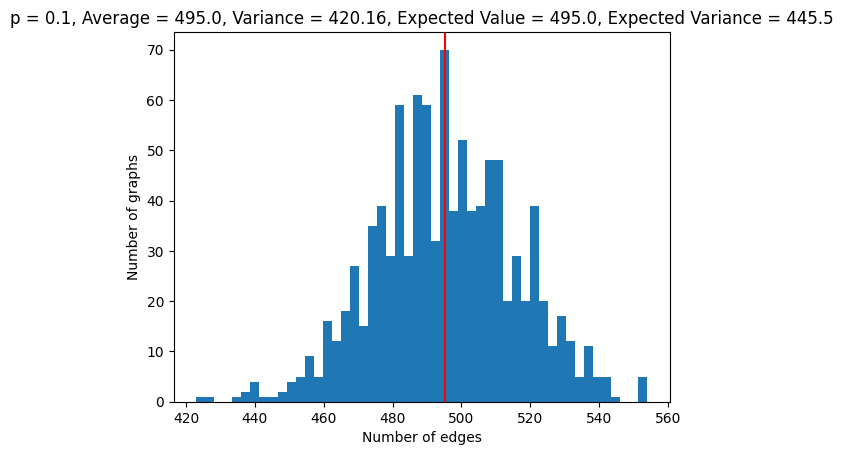 p = 0.1, Average = 495.0, Variance = 420.16, Expected Value = 495.0, Expected Variance = 445.5
70
60
50
40
30
20
10
0
Number of graphs
420 440 460 480 500 520 540 560
Number of edges